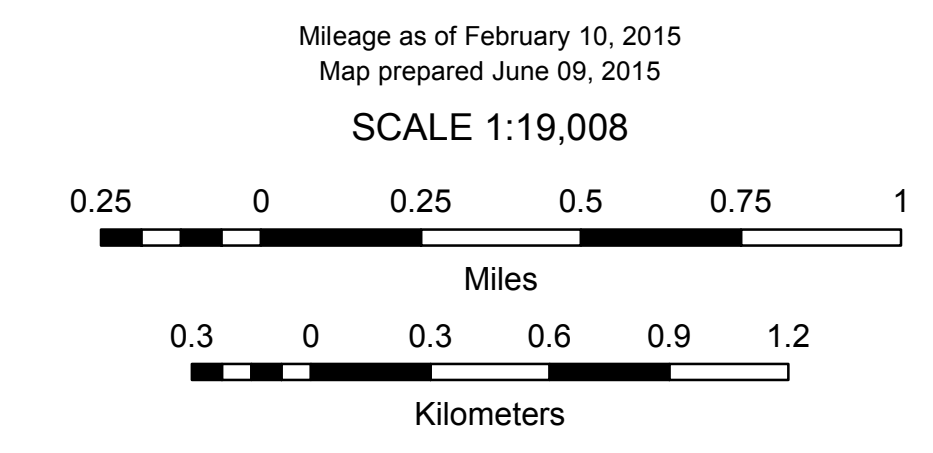 Mileage as of February 10, 2015
Map prepared June 09, 2015
SCALE 1:19,008
0.25 0 0.25 0.5 0.75 1
Miles
0.3 0 0.3 0.6 0.9 1.2
Kilometers